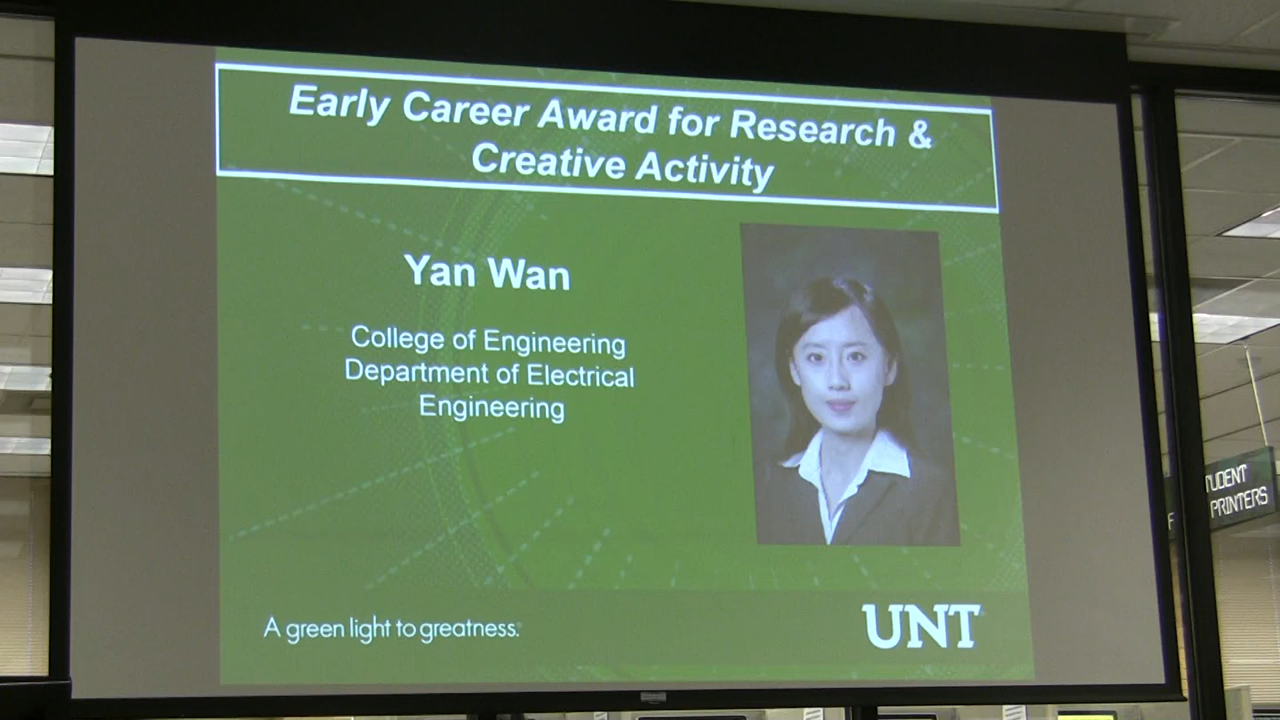 Early Career Award for Research &
Creative Activity
Yan Wan
College of Engineering
Department of Electrical
Engineering
A green light to greatness.
UNT
TUDENT
PRINTERS
F